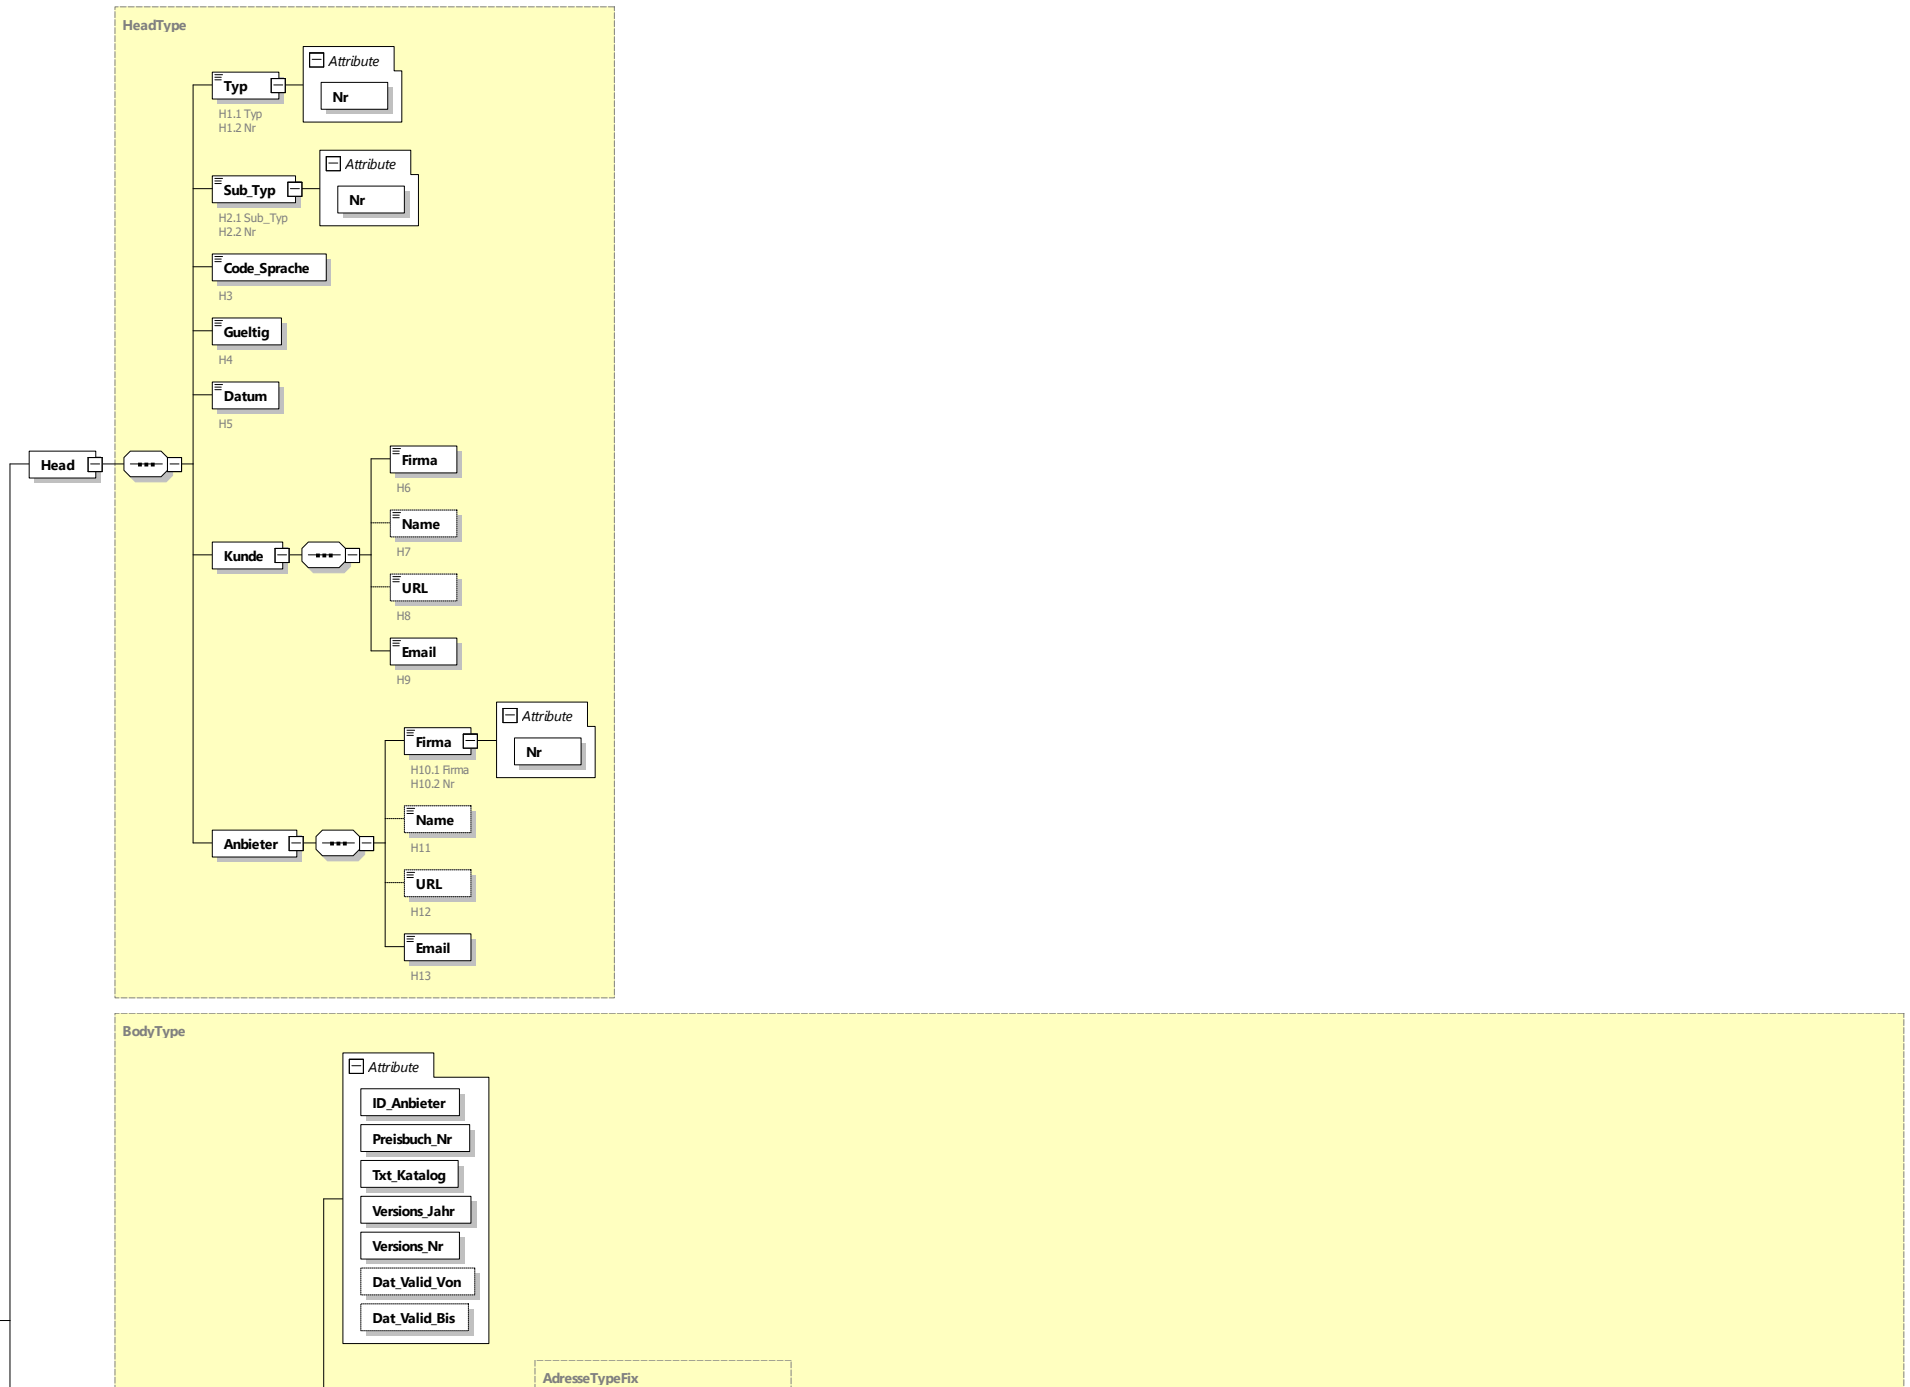 HeadType
Attribute
Typ
Nr
H1.1 Typ
H1.2 Nr
Attribute
Sub_Typ
Nr
H2.1 Sub_Typ
H2.2 Nr
Code_Sprache
H3
Gueltig
H4
Datum
H5
Head
Firma
H6
Name
H7
Kunde
URL
H8
Email
H9
Attribute
Firma
Nr
H10.1 Firma
H10.2 Nr
Name
H11
Anbieter
URL
H12
Email
H13
BodyType
Attribute
ID_Anbieter
Preisbuch_Nr
Txt_Katalog
Versions_Jahr
Versions_Nr
Dat_Valid_Von
Dat_Valid_Bis
AdresseTypeFix